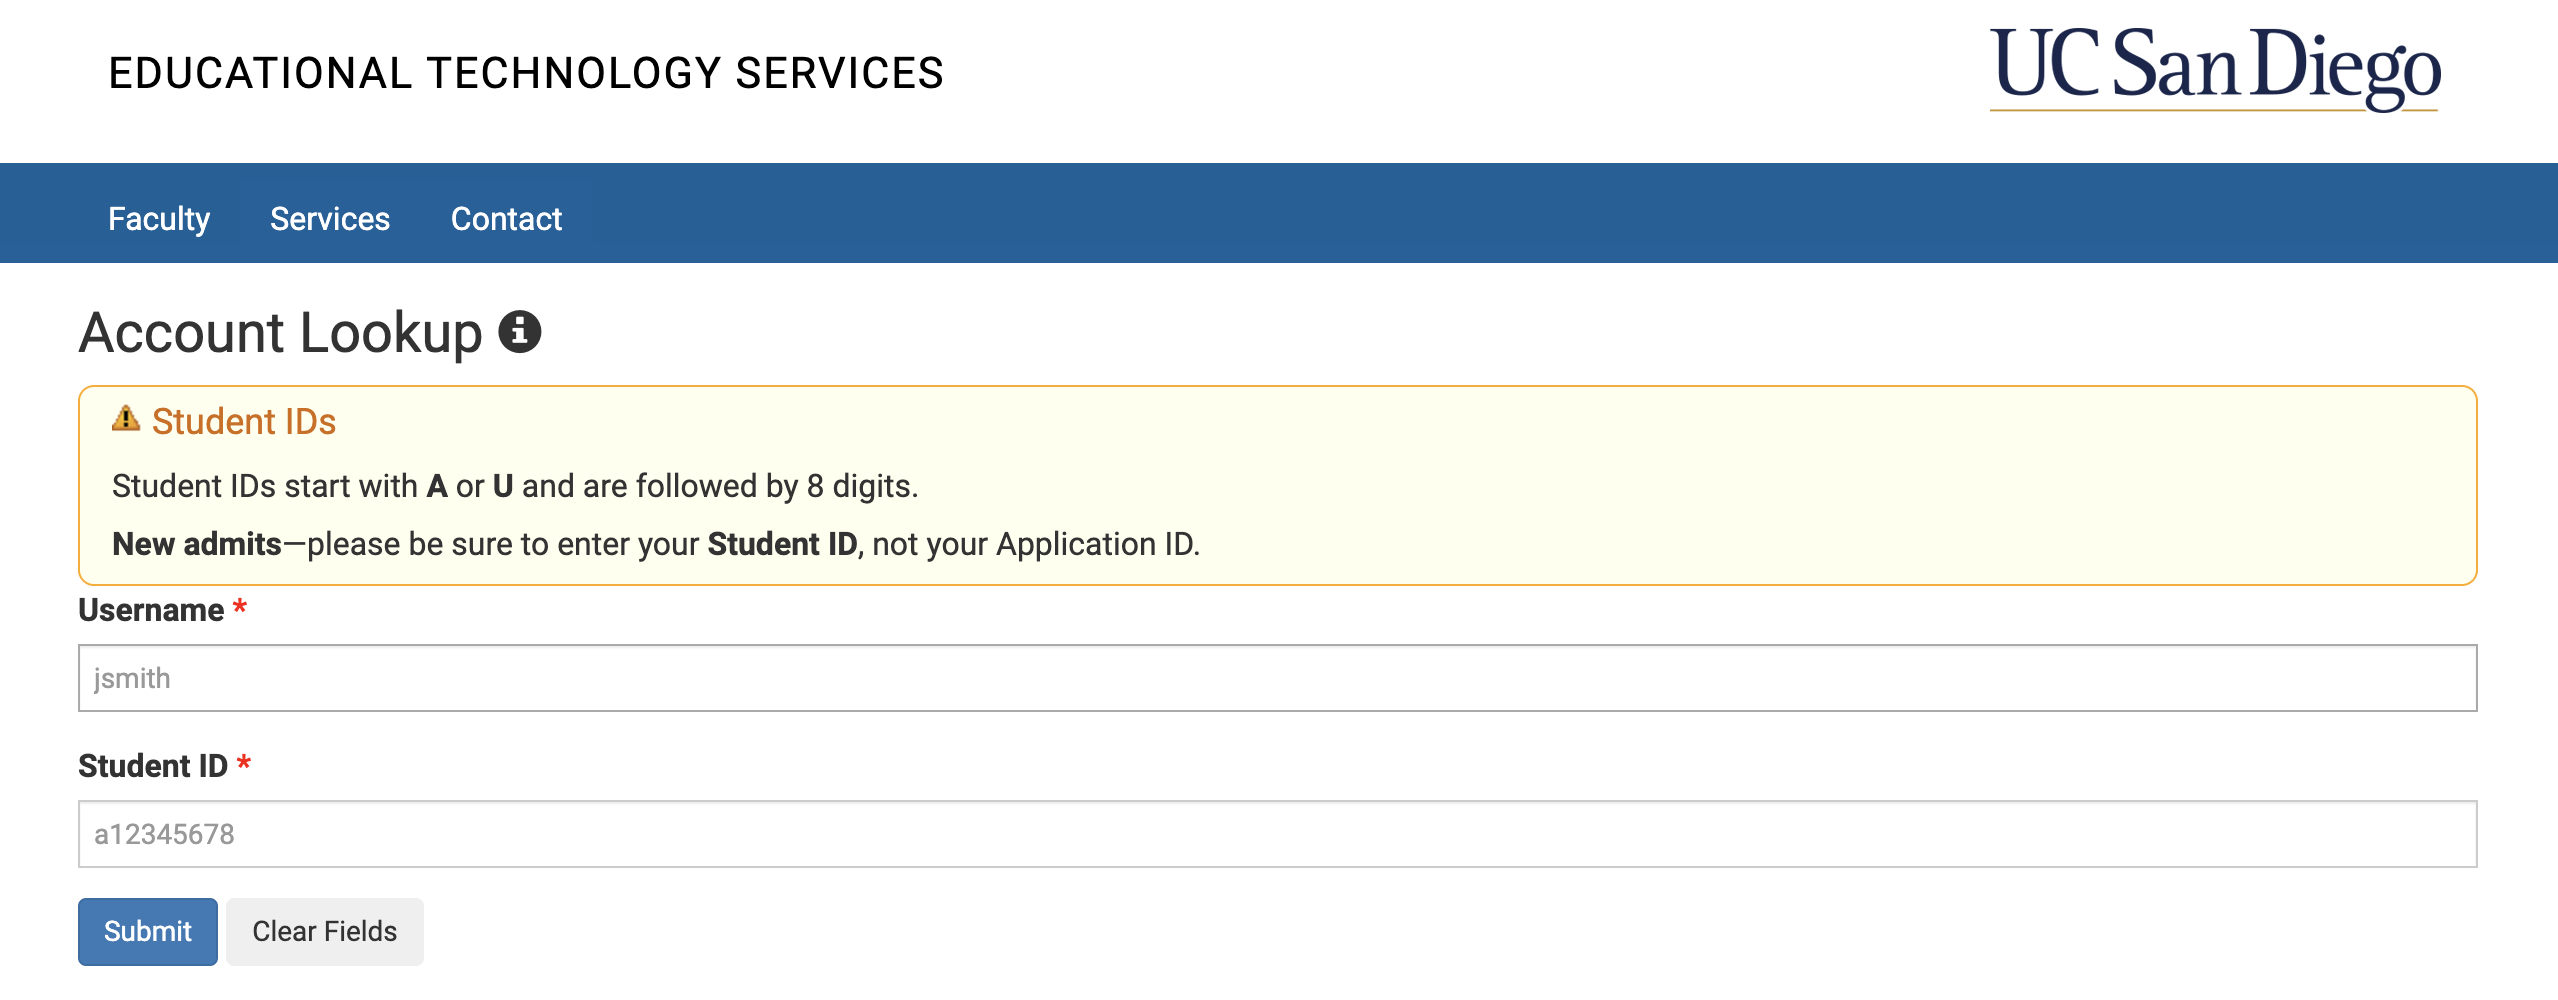 EDUCATIONAL TECHNOLOGY SERVICES
UC San Diego
Faculty Services Contact
Account Lookup
Student IDs
Student IDs start with A or U and are followed by 8 digits.
New admits—please be sure to enter your Student ID, not your Application ID.
Username *
jsmith
Student ID *
a12345678
Submit Clear Fields